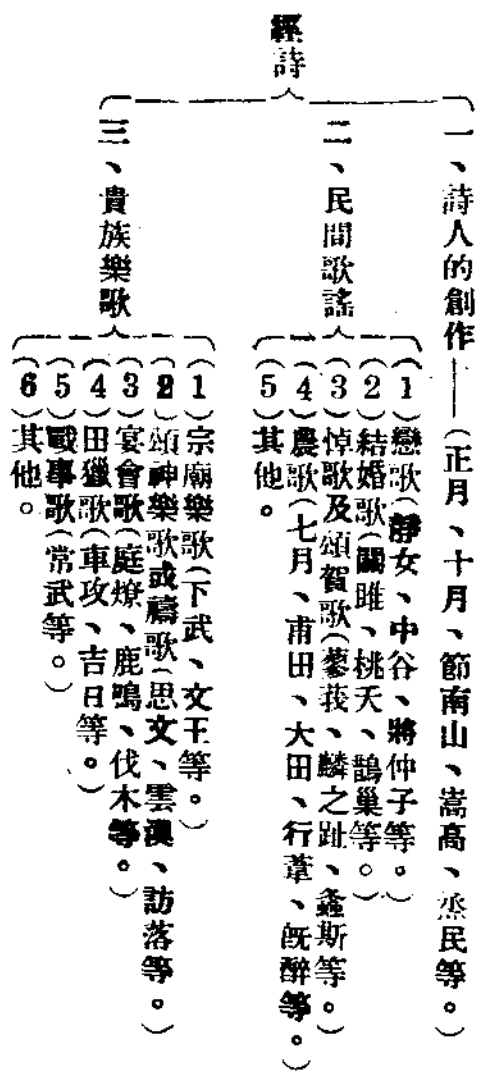 詩經
一、詩人的創作——(正月、十月、節南山、嵩高、烝民等。)
二、民間歌謠
(1)戀歌(靜女、中谷、將仲子等。)
(2)結婚歌(關雎、桃夭、鵲巢等。)
(3)悼歌及頌賀歌(蓼莪、麟之趾、螽斯等。)
(4)農歌(七月、甫田、大田、行葦、旣醉等。)
(5)其他。
三、貴族樂歌
(1)宗廟樂歌(下武、文王等。)
(2)頌神樂歌或禱歌(思文、雲漢、訪落等。)
(3)宴會歌(庭燎、鹿鳴、伐木等。)
(4)田獵歌(車攻、吉日等。)
(5)戰事歌(常武等。)
(6)其他。